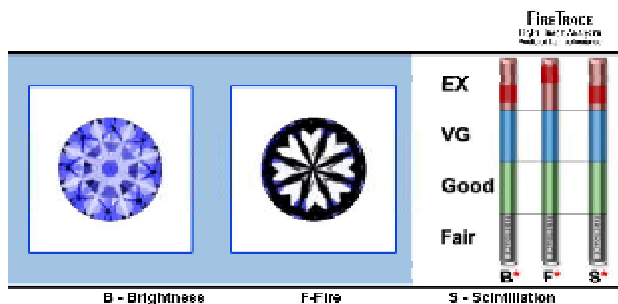 FIRETRACE
EX
VG
Good
Fair
B* F* S*
B - Brightness F-Fire S - Scintillation